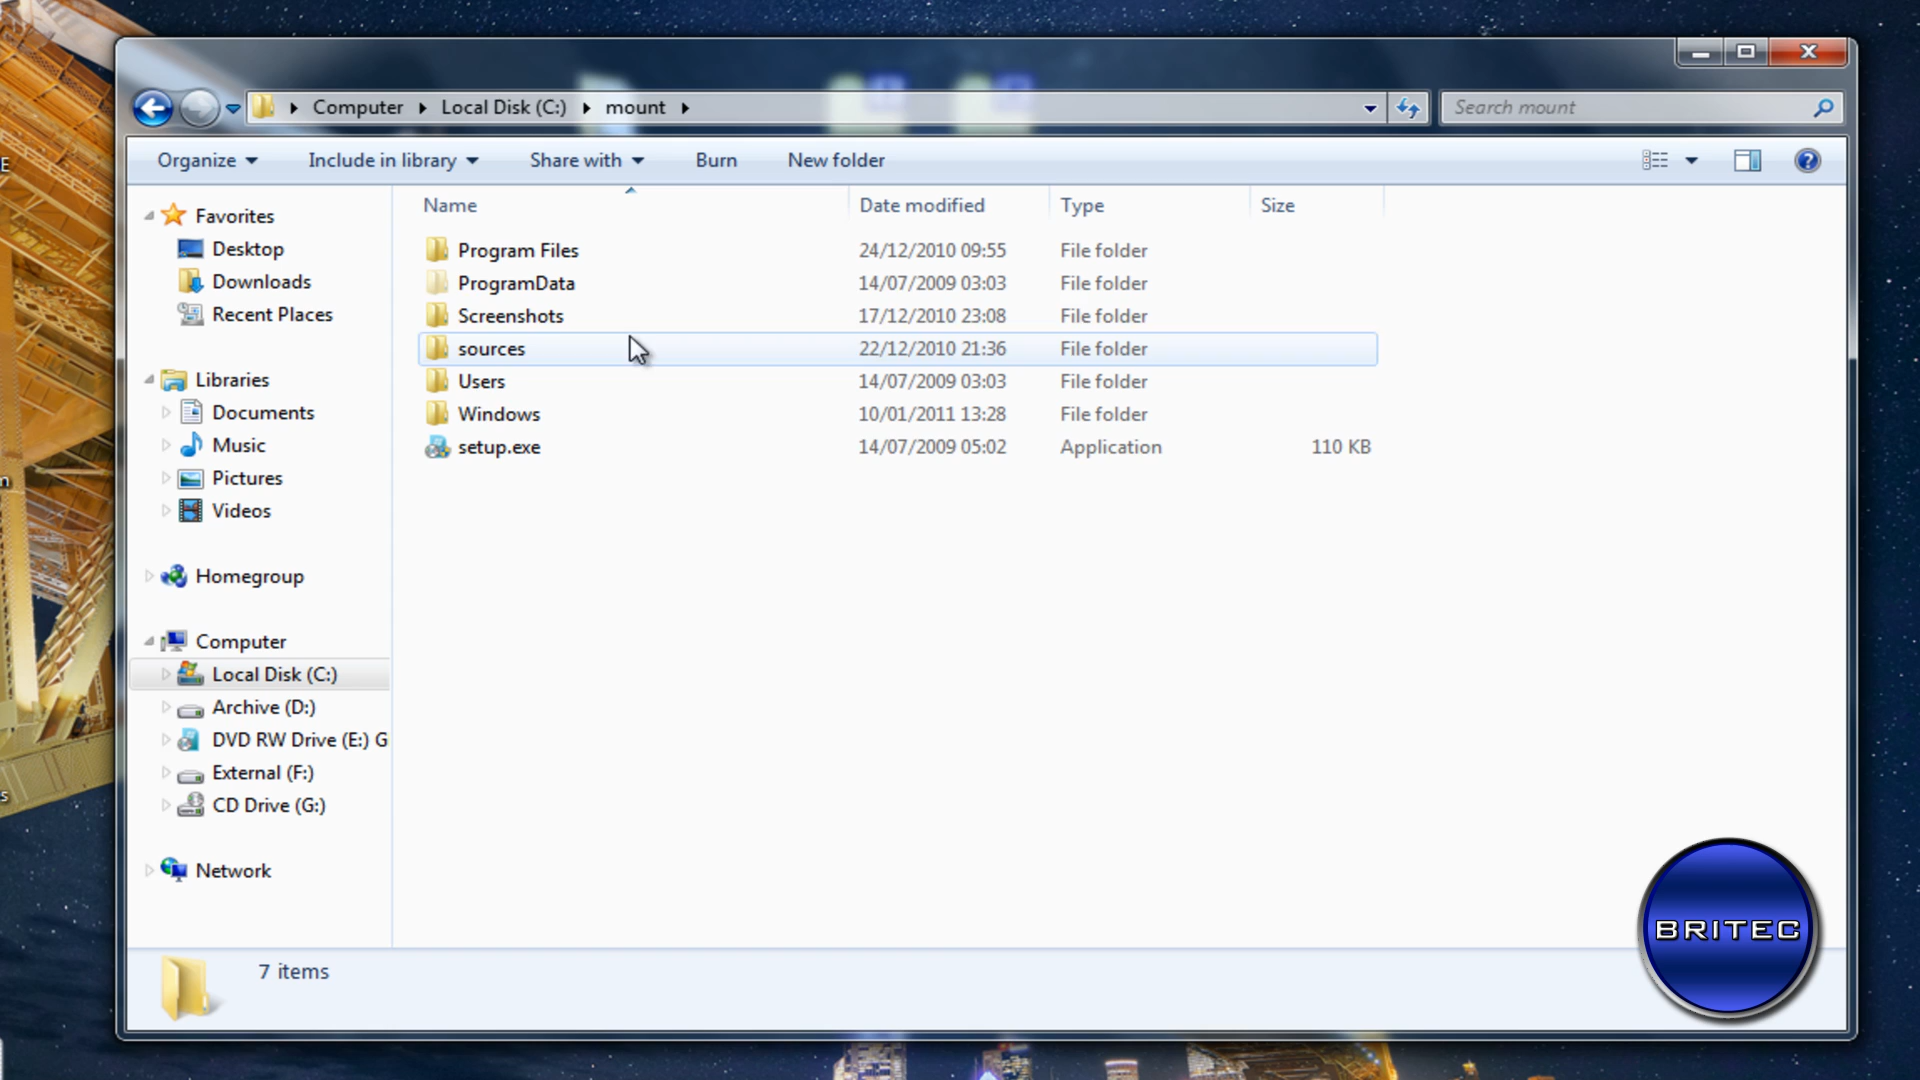 Computer Local Disk (C:) mount
Search mount
Organize Include in library Share with Burn New folder
Name Date modified Type Size
Favorites
Desktop
Downloads
Recent Places
Libraries
Documents
Music
Pictures
Videos
Homegroup
Computer
Local Disk (C:)
Archive (D:)
DVD RW Drive (E:) G
External (F:)
CD Drive (G:)
Network
Program Files 24/12/2010 09:55 File folder
ProgramData 14/07/2009 03:03 File folder
Screenshots 17/12/2010 23:08 File folder
sources 22/12/2010 21:36 File folder
Users 14/07/2009 03:03 File folder
Windows 10/01/2011 13:28 File folder
setup.exe 14/07/2009 05:02 Application 110 KB
7 items
BRITEC